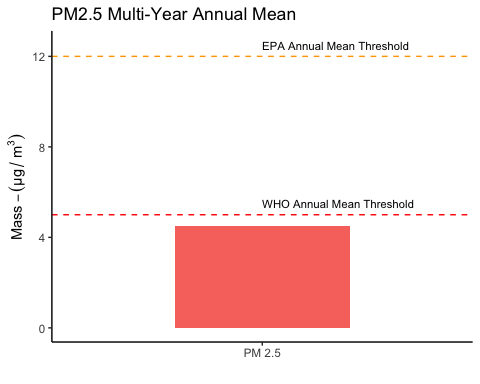 PM2.5 Multi-Year Annual Mean
EPA Annual Mean Threshold
12
8
WHO Annual Mean Threshold
4
0
Mass − (μg / m³)
PM 2.5